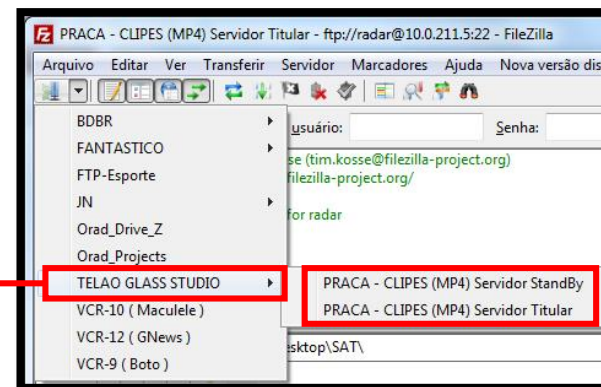 PRACA - CLIPES (MP4) Servidor Titular - ftp://radar@10.0.211.5:22 - FileZilla
Arquivo Editar Ver Transferir Servidor Marcadores Ajuda Nova versão dis
BDBR
usuário: Senha:
FANTASTICO
se (tim.kosse@filezilla-project.org)
FTP-Esporte
filezilla-project.org/
JN
for radar
Orad_Drive_Z
Orad_Projects
TELAO GLASS STUDIO
PRACA - CLIPES (MP4) Servidor StandBy
VCR-10 ( Maculele )
PRACA - CLIPES (MP4) Servidor Titular
VCR-12 ( GNews )
esktop\SAT\
VCR-9 ( Boto )